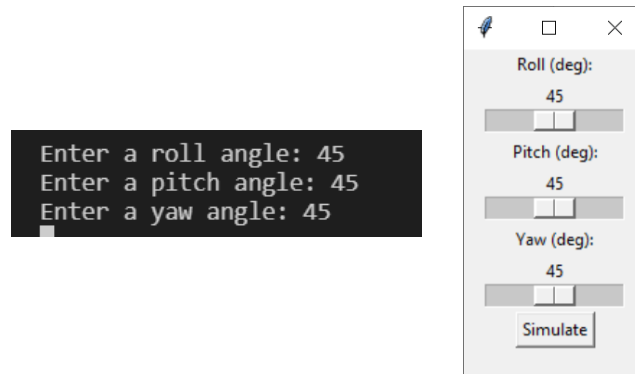 Enter a roll angle: 45
Enter a pitch angle: 45
Enter a yaw angle: 45
Roll (deg):
45
Pitch (deg):
45
Yaw (deg):
45
Simulate